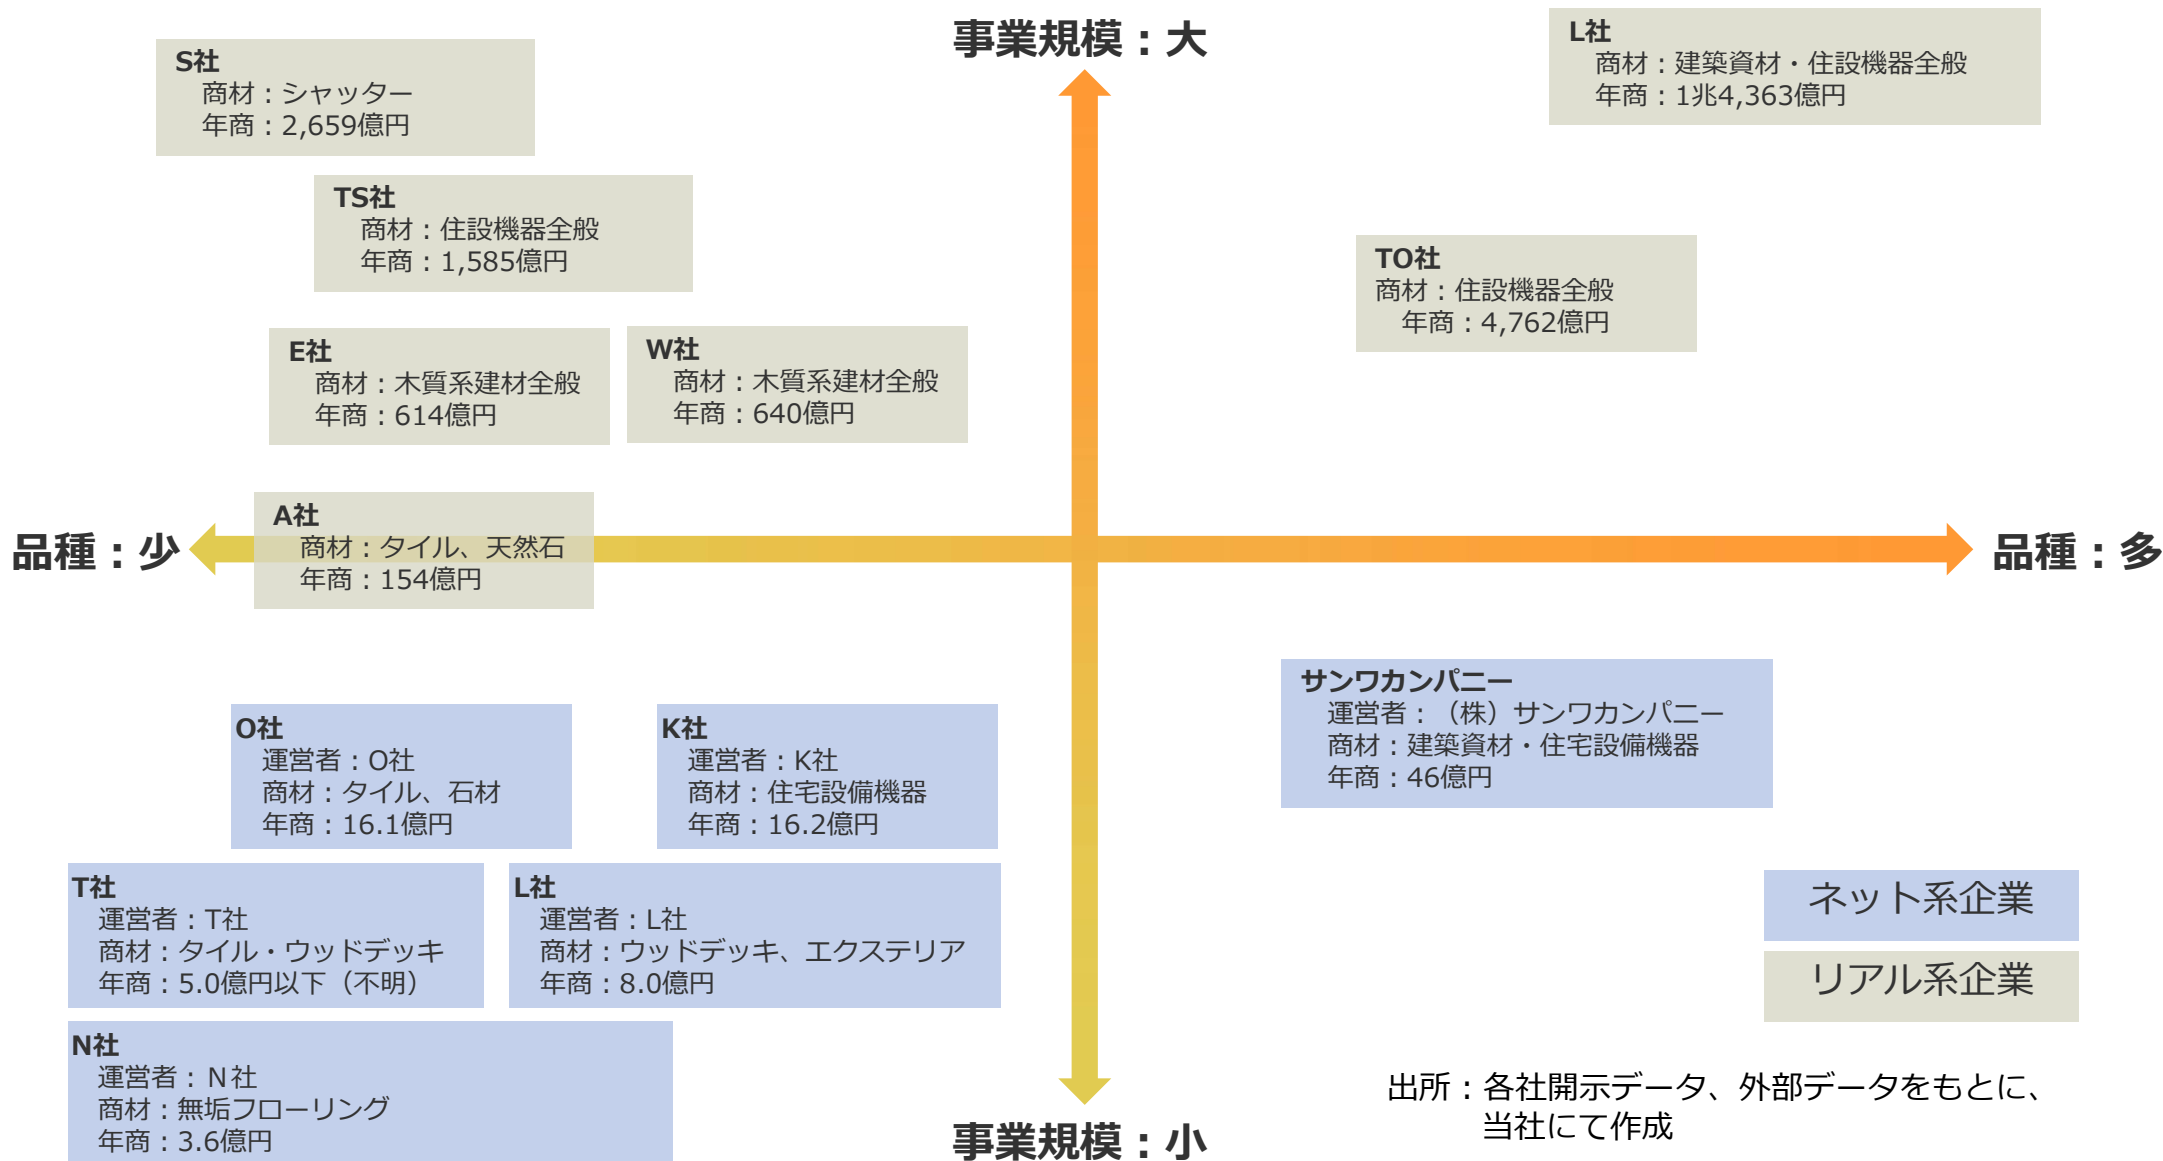 事業規模：大
S社
商材：シャッター
年商：2,659億円
L社
商材：建築資材・住設機器全般
年商：1兆4,363億円
TS社
商材：住設機器全般
年商：1,585億円
TO社
商材：住設機器全般
年商：4,762億円
E社
商材：木質系建材全般
年商：614億円
W社
商材：木質系建材全般
年商：640億円
品種：少
A社
商材：タイル、天然石
年商：154億円
品種：多
サンワカンパニー
運営者：（株）サンワカンパニー
商材：建築資材・住宅設備機器
年商：46億円
O社
運営者：O社
商材：タイル、石材
年商：16.1億円
K社
運営者：K社
商材：住宅設備機器
年商：16.2億円
T社
運営者：T社
商材：タイル・ウッドデッキ
年商：5.0億円以下（不明）
L社
運営者：L社
商材：ウッドデッキ、エクステリア
年商：8.0億円
N社
運営者：Ｎ社
商材：無垢フローリング
年商：3.6億円
ネット系企業
リアル系企業
事業規模：小
出所：各社開示データ、外部データをもとに、
当社にて作成